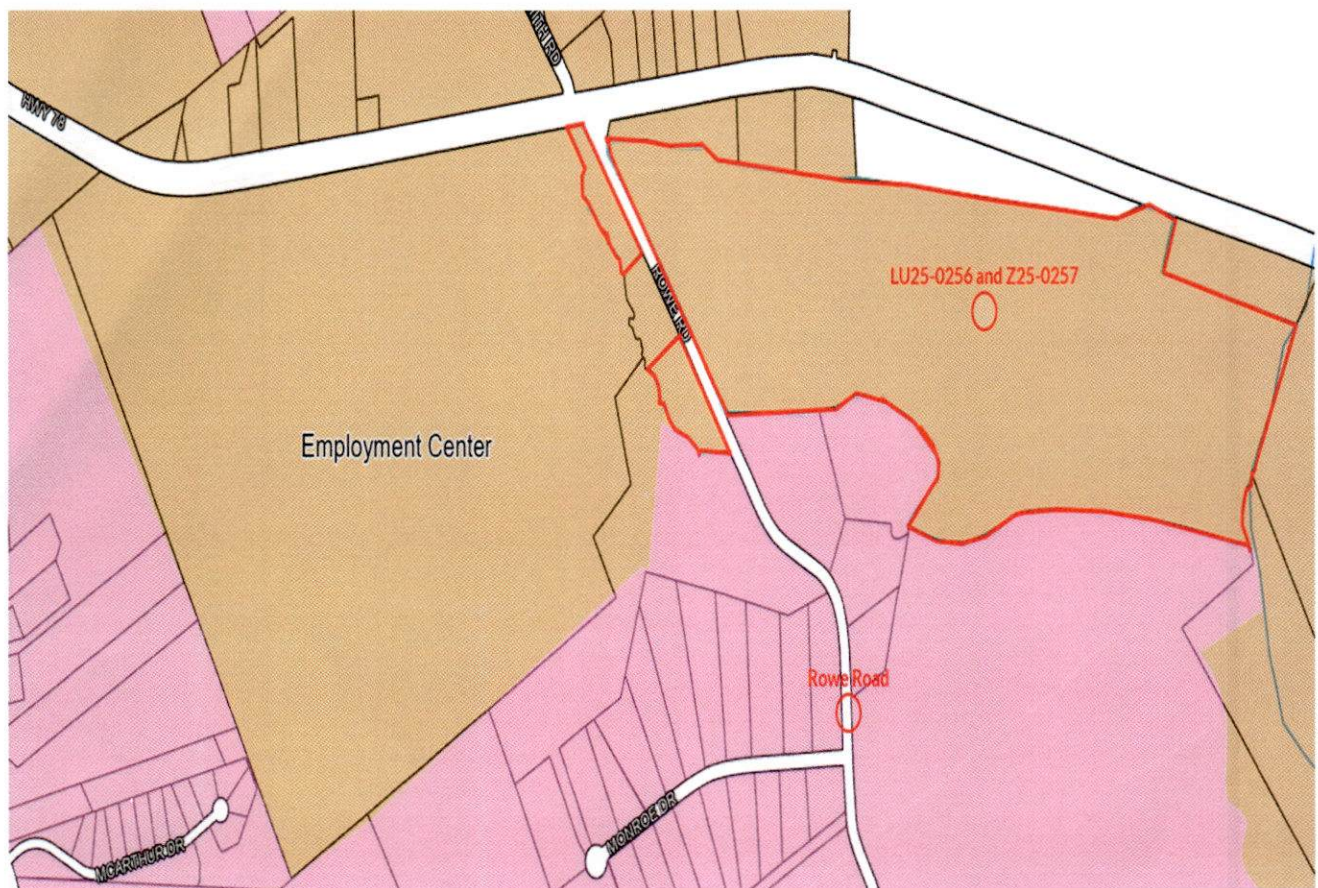 HWY 78
ROWE RD
LU25-0256 and Z25-0257
Employment Center
Rowe Road
MONROE DR
MCARTHUR DR